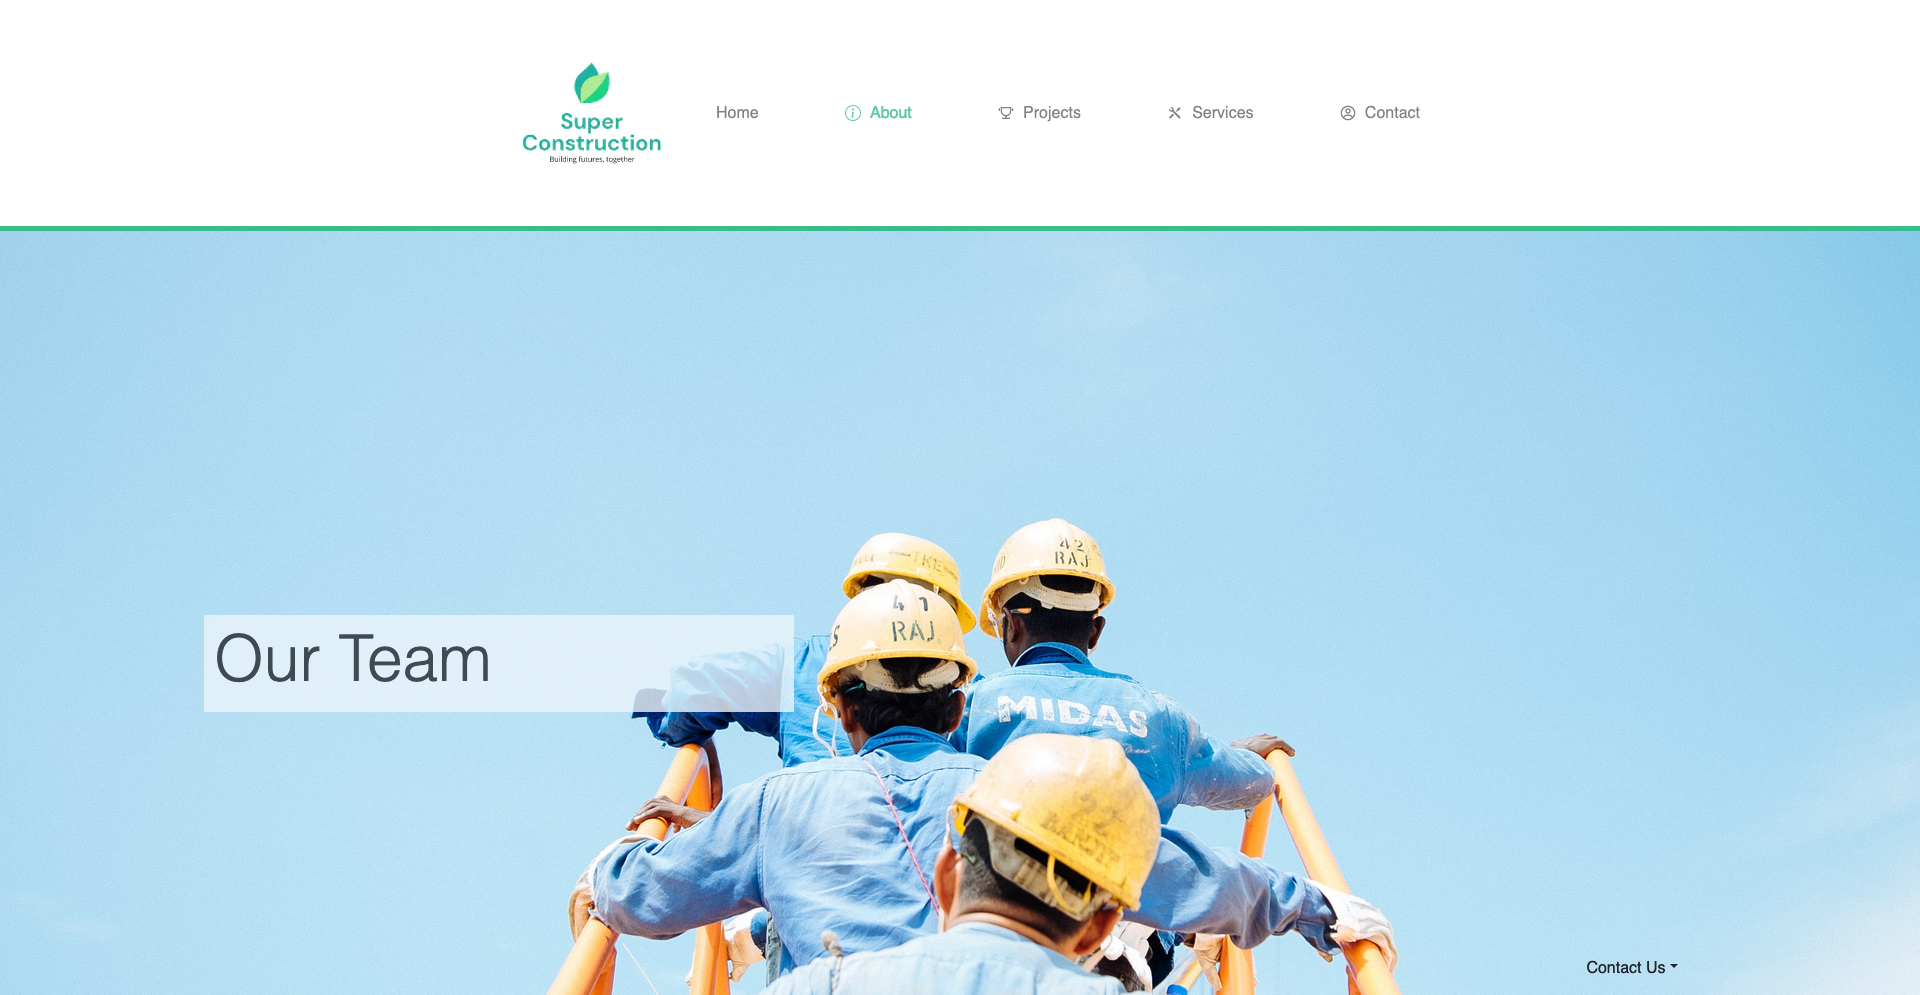 Super
Construction
Building futures, together
Home
About
Projects
Services
Contact
42
RAJ
41
RAJ
Our Team
MIDAS
Contact Us